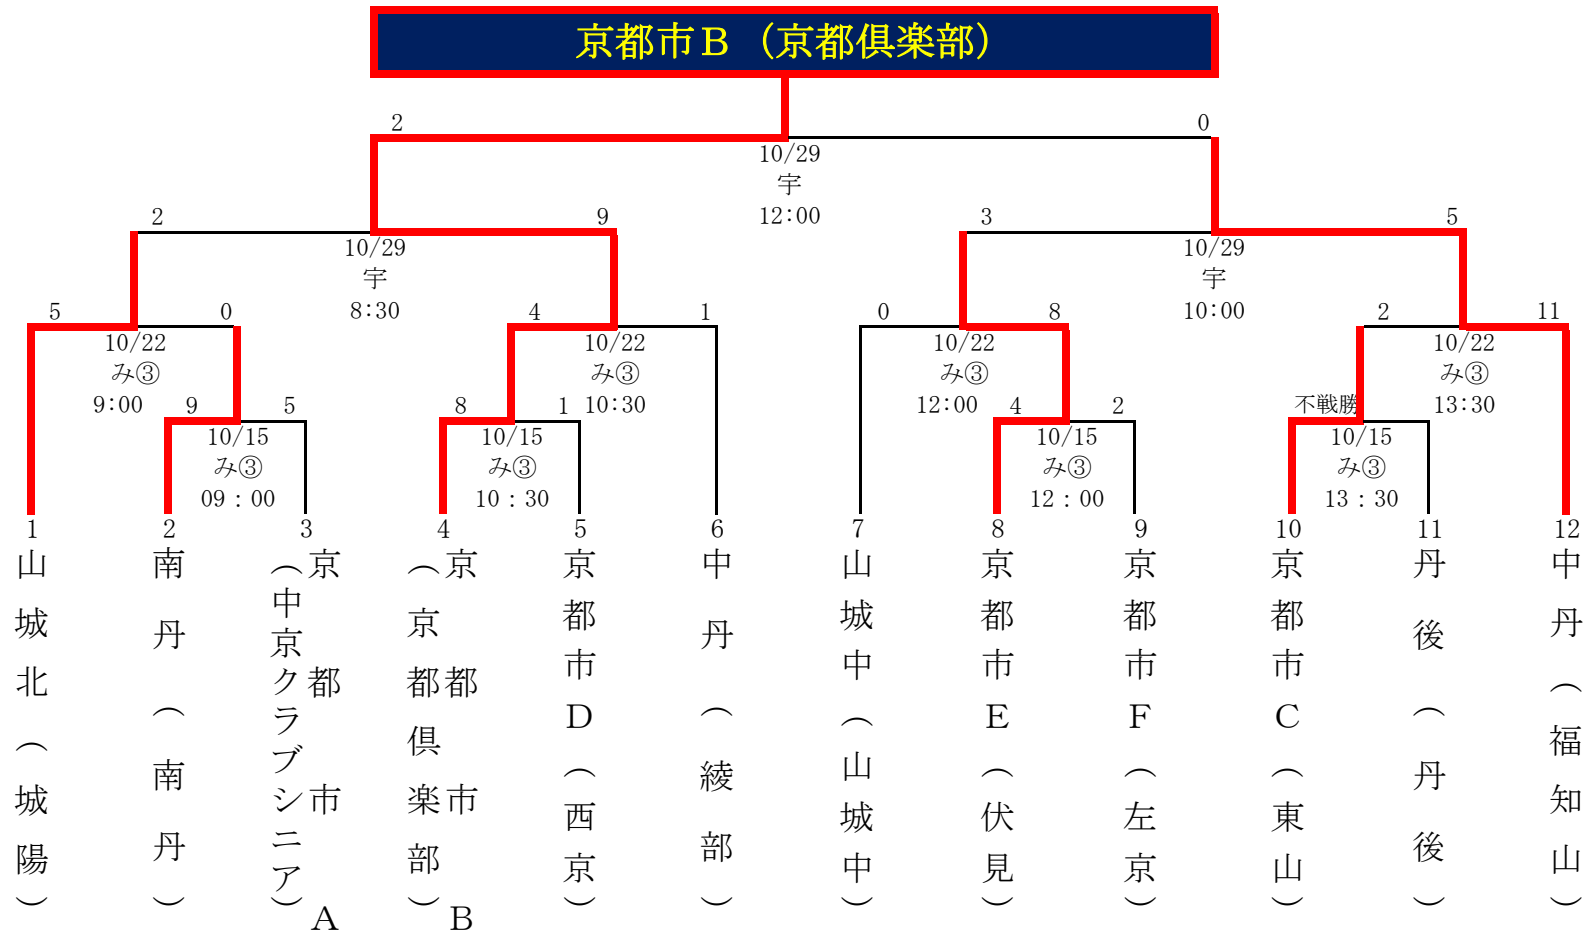 京都市Ｂ（京都倶楽部）
2
0
10/29
宇
12:00
2
9
10/29
宇
8:30
3
5
10/29
宇
10:00
5
0
10/22
み③
9:00
4
1
10/22
み③
10:30
0
8
10/22
み③
12:00
2
11
10/22
み③
13:30
9
5
10/15
み③
09：00
8
1
10/15
み③
10：30
4
2
10/15
み③
12：00
不戦勝
10/15
み③
13：30
1
山城北（城陽）
2
南丹（南丹）
3
京都市Ａ
（中京クラブシニア）
4
京都市Ｂ
（京都倶楽部）
5
京都市Ｄ（西京）
6
中丹（綾部）
7
山城中（山城中）
8
京都市Ｅ（伏見）
9
京都市Ｆ（左京）
10
京都市Ｃ（東山）
11
丹後（丹後）
12
中丹（福知山）